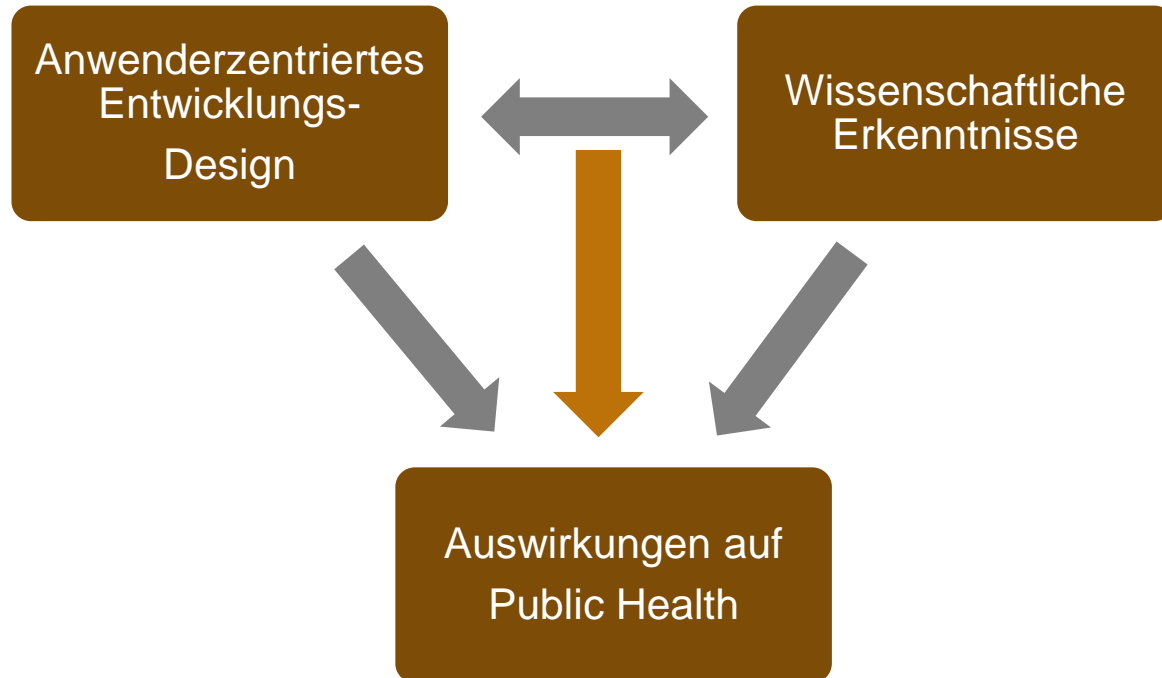 Anwenderzentriertes
Entwicklungs-
Design
Wissenschaftliche
Erkenntnisse
Auswirkungen auf
Public Health